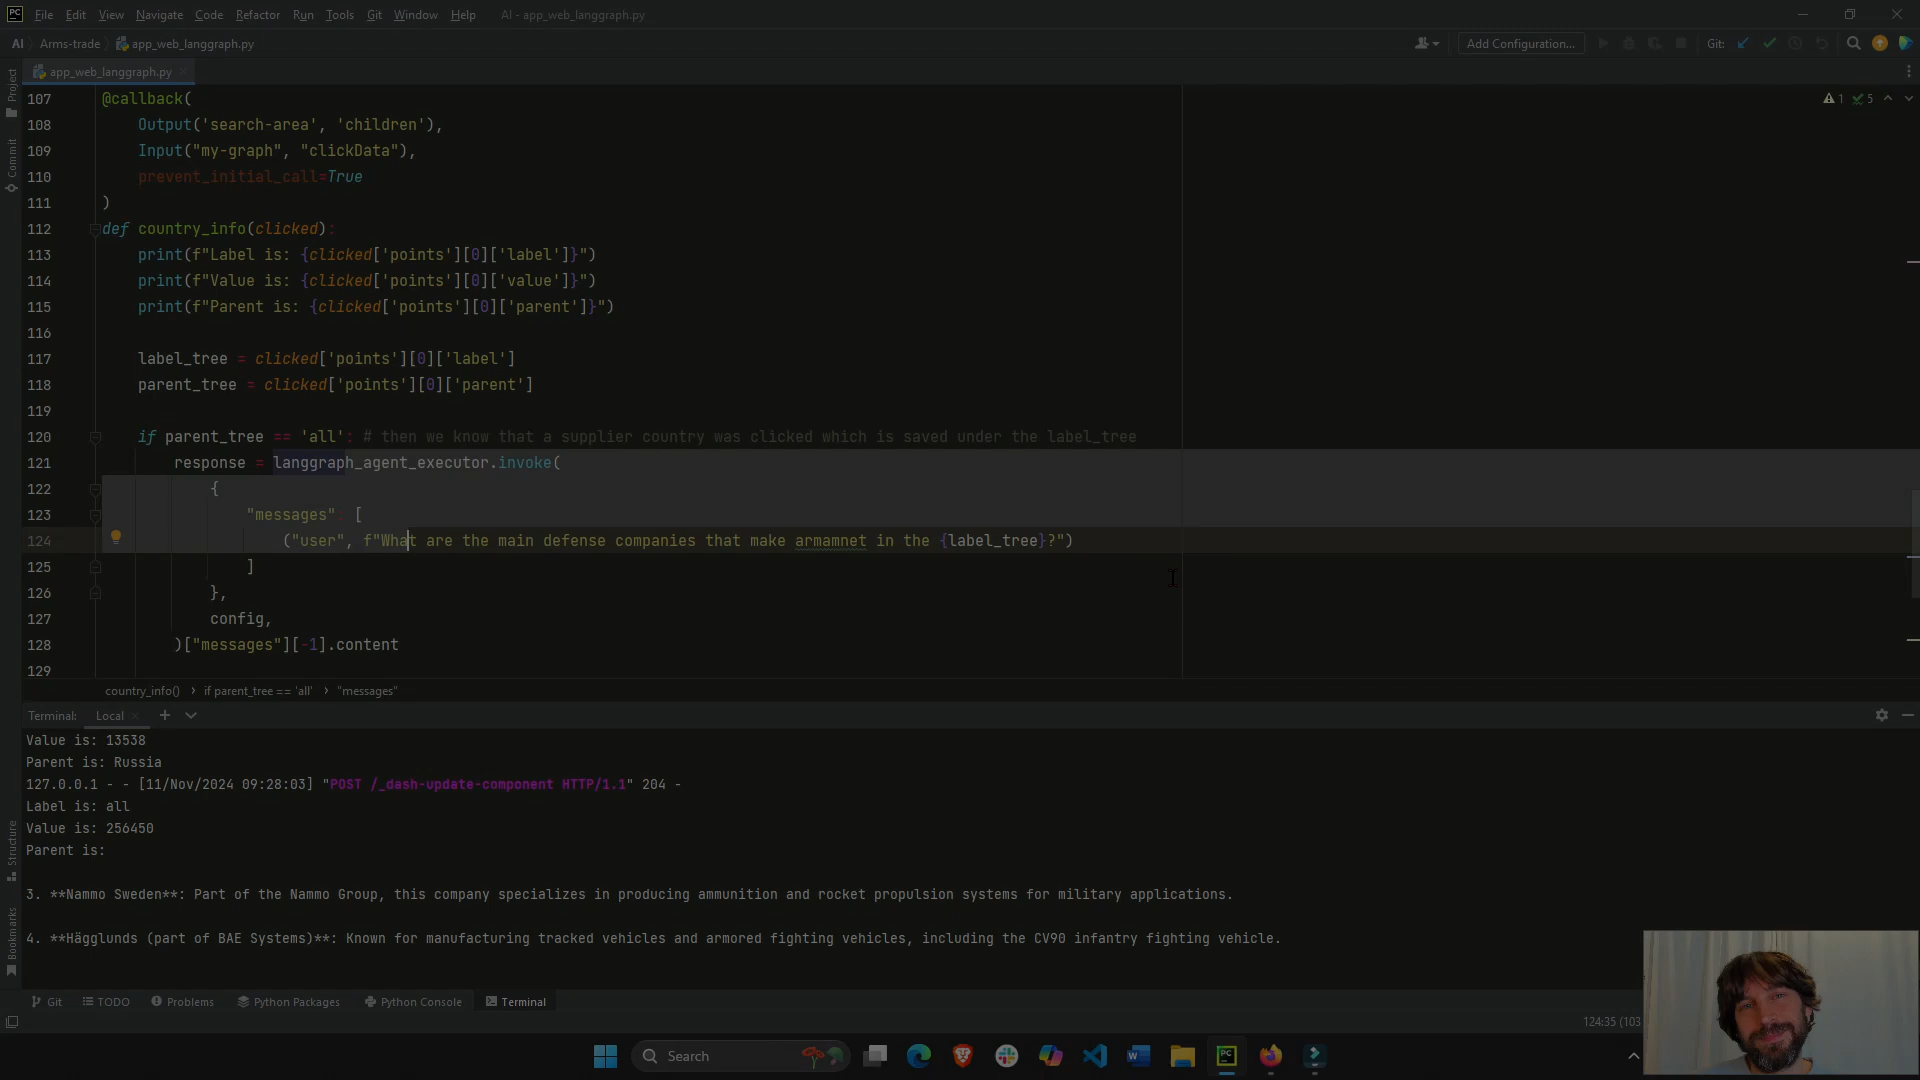 PC File Edit View Navigate Code Refactor Run Tools Git Window Help AI - app_web_langgraph.py
AI Arms-trade app_web_langgraph.py Add Configuration... Git:
app_web_langgraph.py
Project
Commit
1 5
107 @callback(
108 Output('search-area', 'children'),
109 Input("my-graph", "clickData"),
110 prevent_initial_call=True
111 )
112 def country_info(clicked):
113 print(f"Label is: {clicked['points'][0]['label']}")
114 print(f"Value is: {clicked['points'][0]['value']}")
115 print(f"Parent is: {clicked['points'][0]['parent']}")
116
117 label_tree = clicked['points'][0]['label']
118 parent_tree = clicked['points'][0]['parent']
119
120 if parent_tree == 'all': # then we know that a supplier country was clicked which is saved under the label_tree
121 response = langgraph_agent_executor.invoke(
122 {
123 "messages": [
124 ("user", f"What are the main defense companies that make armamnet in the {label_tree}?")
125 ]
126 },
127 config,
128 )["messages"][-1].content
129
country_info() › if parent_tree == 'all' › "messages"
Terminal: Local
Value is: 13538
Parent is: Russia
127.0.0.1 - - [11/Nov/2024 09:28:03] "POST /_dash-update-component HTTP/1.1" 204 -
Label is: all
Value is: 256450
Parent is:
3. **Nammo Sweden**: Part of the Nammo Group, this company specializes in producing ammunition and rocket propulsion systems for military applications.
4. **Hägglunds (part of BAE Systems)**: Known for manufacturing tracked vehicles and armored fighting vehicles, including the CV90 infantry fighting vehicle.
Structure
Bookmarks
Git TODO Problems Python Packages Python Console Terminal
124:35 (103
Search
PC